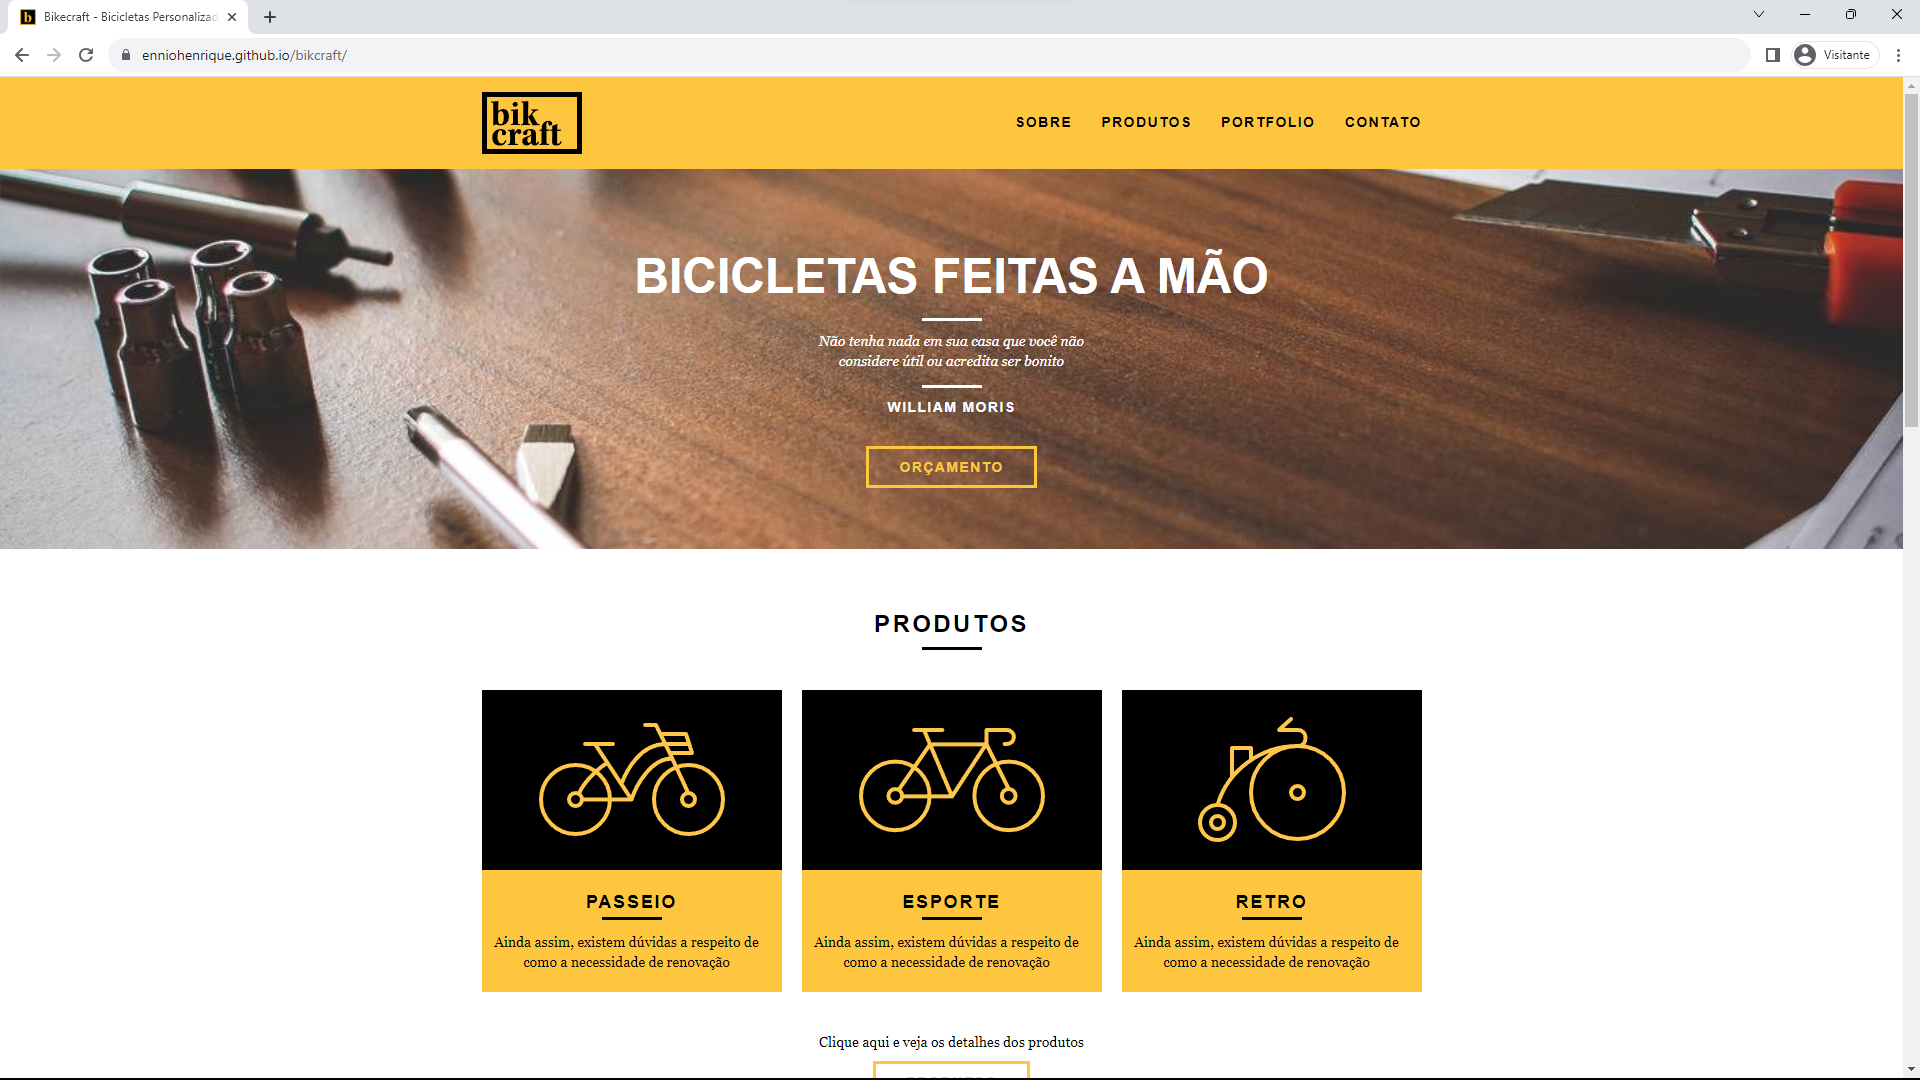 b Bikecraft - Bicicletas Personalizad
enniohenrique.github.io/bikcraft/
Visitante
bik
craft
SOBRE PRODUTOS PORTFOLIO CONTATO
BICICLETAS FEITAS A MÃO
Não tenha nada em sua casa que você não
considere útil ou acredita ser bonito
WILLIAM MORIS
ORÇAMENTO
PRODUTOS
PASSEIO
Ainda assim, existem dúvidas a respeito de
como a necessidade de renovação
ESPORTE
Ainda assim, existem dúvidas a respeito de
como a necessidade de renovação
RETRO
Ainda assim, existem dúvidas a respeito de
como a necessidade de renovação
Clique aqui e veja os detalhes dos produtos